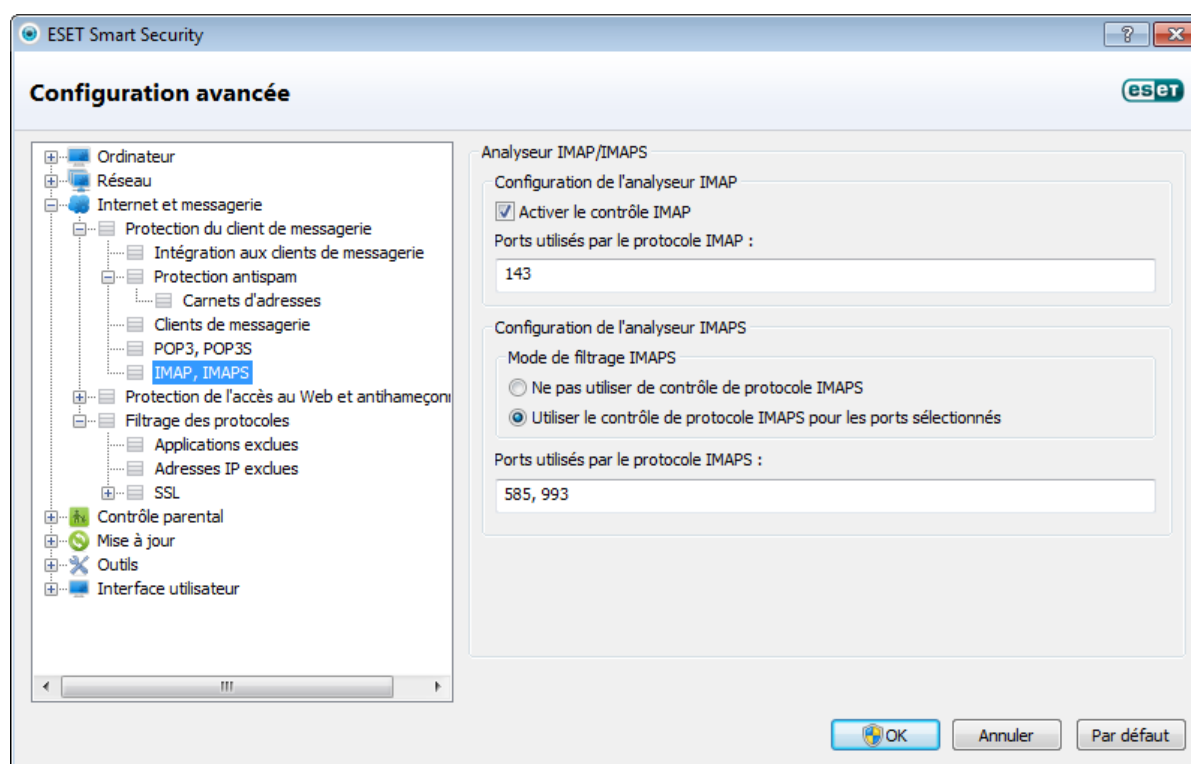 ESET Smart Security
Configuration avancée
eset
Ordinateur
Réseau
Internet et messagerie
Protection du client de messagerie
Intégration aux clients de messagerie
Protection antispam
Carnets d'adresses
Clients de messagerie
POP3, POP3S
IMAP, IMAPS
Protection de l'accès au Web et antihameçon
Filtrage des protocoles
Applications exclues
Adresses IP exclues
SSL
Contrôle parental
Mise à jour
Outils
Interface utilisateur
Analyseur IMAP/IMAPS
Configuration de l'analyseur IMAP
Activer le contrôle IMAP
Ports utilisés par le protocole IMAP :
143
Configuration de l'analyseur IMAPS
Mode de filtrage IMAPS
Ne pas utiliser de contrôle de protocole IMAPS
Utiliser le contrôle de protocole IMAPS pour les ports sélectionnés
Ports utilisés par le protocole IMAPS :
585, 993
OK
Annuler
Par défaut